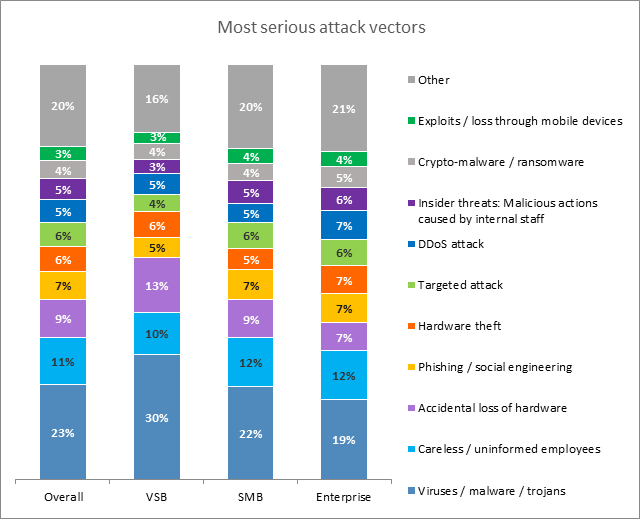 Most serious attack vectors
20%
16%
20%
21%
3%
3%
4%
4%
4%
4%
4%
5%
5%
3%
5%
6%
5%
5%
5%
7%
6%
4%
6%
6%
6%
6%
5%
7%
7%
5%
7%
7%
9%
13%
9%
7%
11%
10%
12%
12%
23%
30%
22%
19%
Overall
VSB
SMB
Enterprise
Other
Exploits / loss through mobile devices
Crypto-malware / ransomware
Insider threats: Malicious actions
caused by internal staff
DDoS attack
Targeted attack
Hardware theft
Phishing / social engineering
Accidental loss of hardware
Careless / uninformed employees
Viruses / malware / trojans